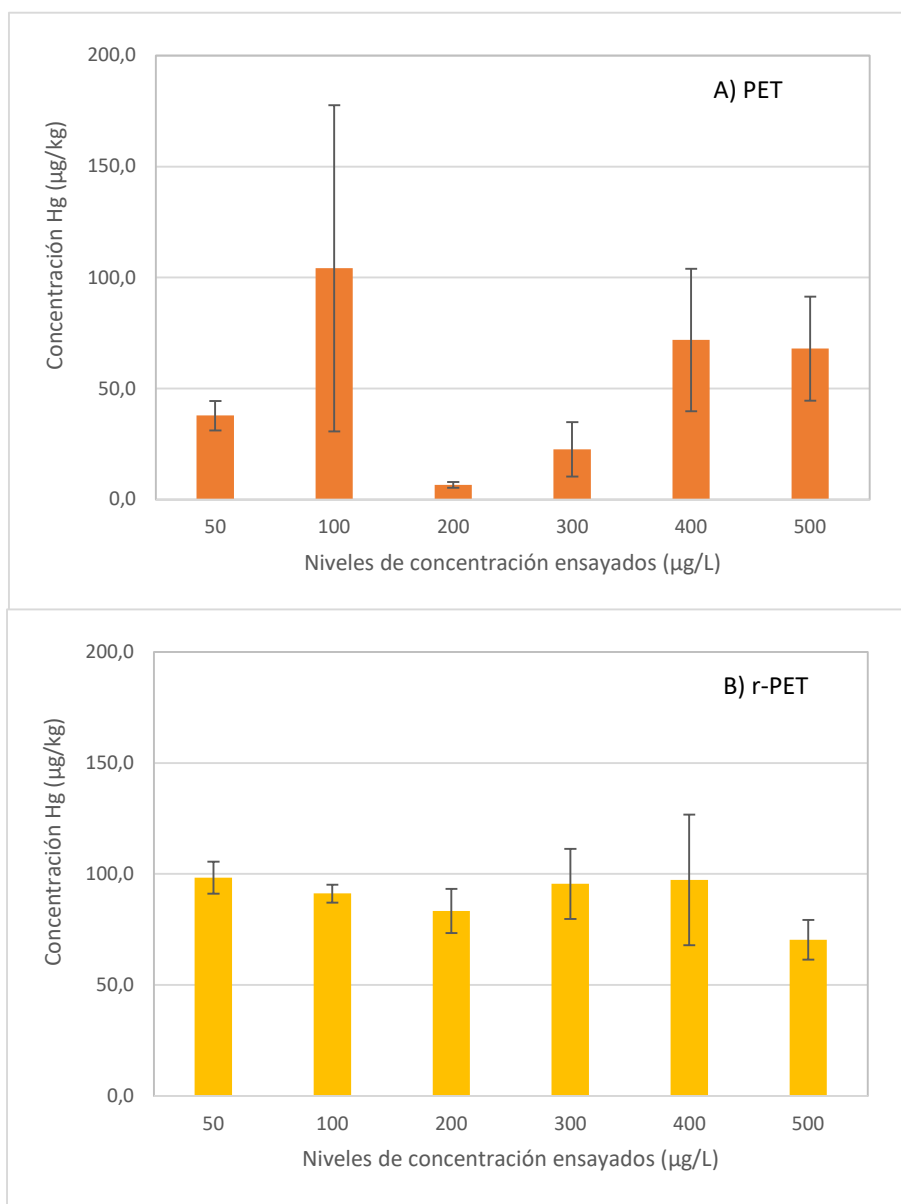 A) PET
Concentración Hg (µg/kg)
200,0
150,0
100,0
50,0
0,0
50 100 200 300 400 500
Niveles de concentración ensayados (µg/L)
B) r-PET
Concentración Hg (µg/kg)
200,0
150,0
100,0
50,0
0,0
50 100 200 300 400 500
Niveles de concentración ensayados (µg/L)